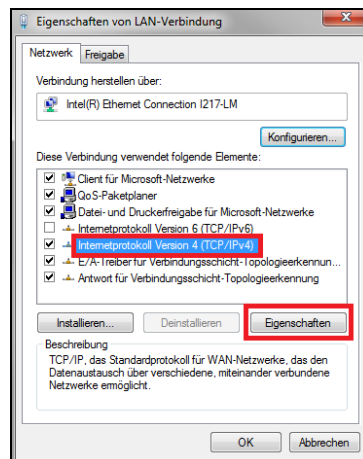 Eigenschaften von LAN-Verbindung
Netzwerk Freigabe
Verbindung herstellen über:
Intel(R) Ethernet Connection I217-LM
Konfigurieren...
Diese Verbindung verwendet folgende Elemente:
Client für Microsoft-Netzwerke
QoS-Paketplaner
Datei- und Druckerfreigabe für Microsoft-Netzwerke
Internetprotokoll Version 6 (TCP/IPv6)
Internetprotokoll Version 4 (TCP/IPv4)
E/A-Treiber für Verbindungsschicht-Topologieerkennun...
Antwort für Verbindungsschicht-Topologieerkennung
Installieren... Deinstallieren Eigenschaften
Beschreibung
TCP/IP, das Standardprotokoll für WAN-Netzwerke, das den
Datenaustausch über verschiedene, miteinander verbundene
Netzwerke ermöglicht.
OK Abbrechen